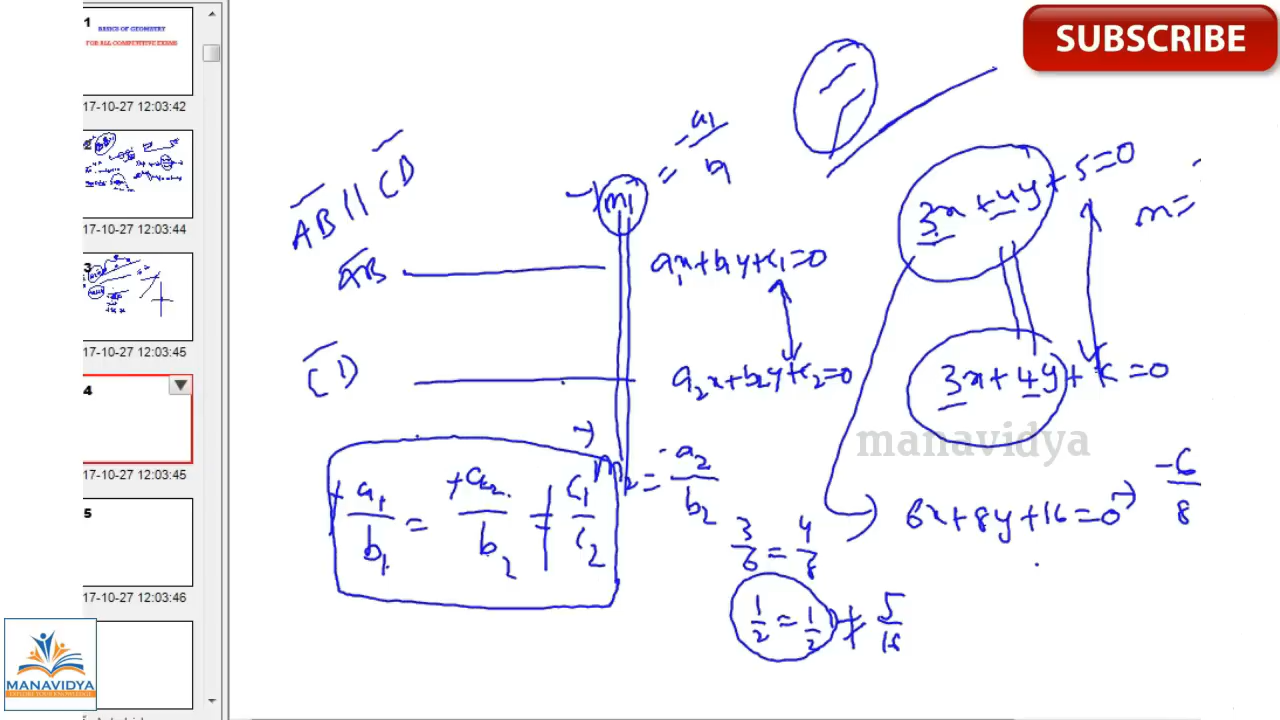 SUBSCRIBE
1
BASICS OF GEOMETRY
FOR ALL COMPETITIVE EXAMS
17-10-27 12:03:42
2
17-10-27 12:03:44
3
17-10-27 12:03:45
4
17-10-27 12:03:45
5
17-10-27 12:03:46
MANAVIDYA
EXPLORE YOUR KNOWLEDGE
AB || CD
→ m1 = -a1/b1
AB
a1x+b1y+c1=0
CD
a2x+b2y+c2=0
→ m2 = -a2/b2
+a1/b1 = +a2/b2 ≠ c1/c2
3x+4y+5=0
m=
3x+4y+k=0
manavidya
6x+8y+16=0 → -6/8
3/6 = 4/8
1/2 = 1/2 ≠ 5/16